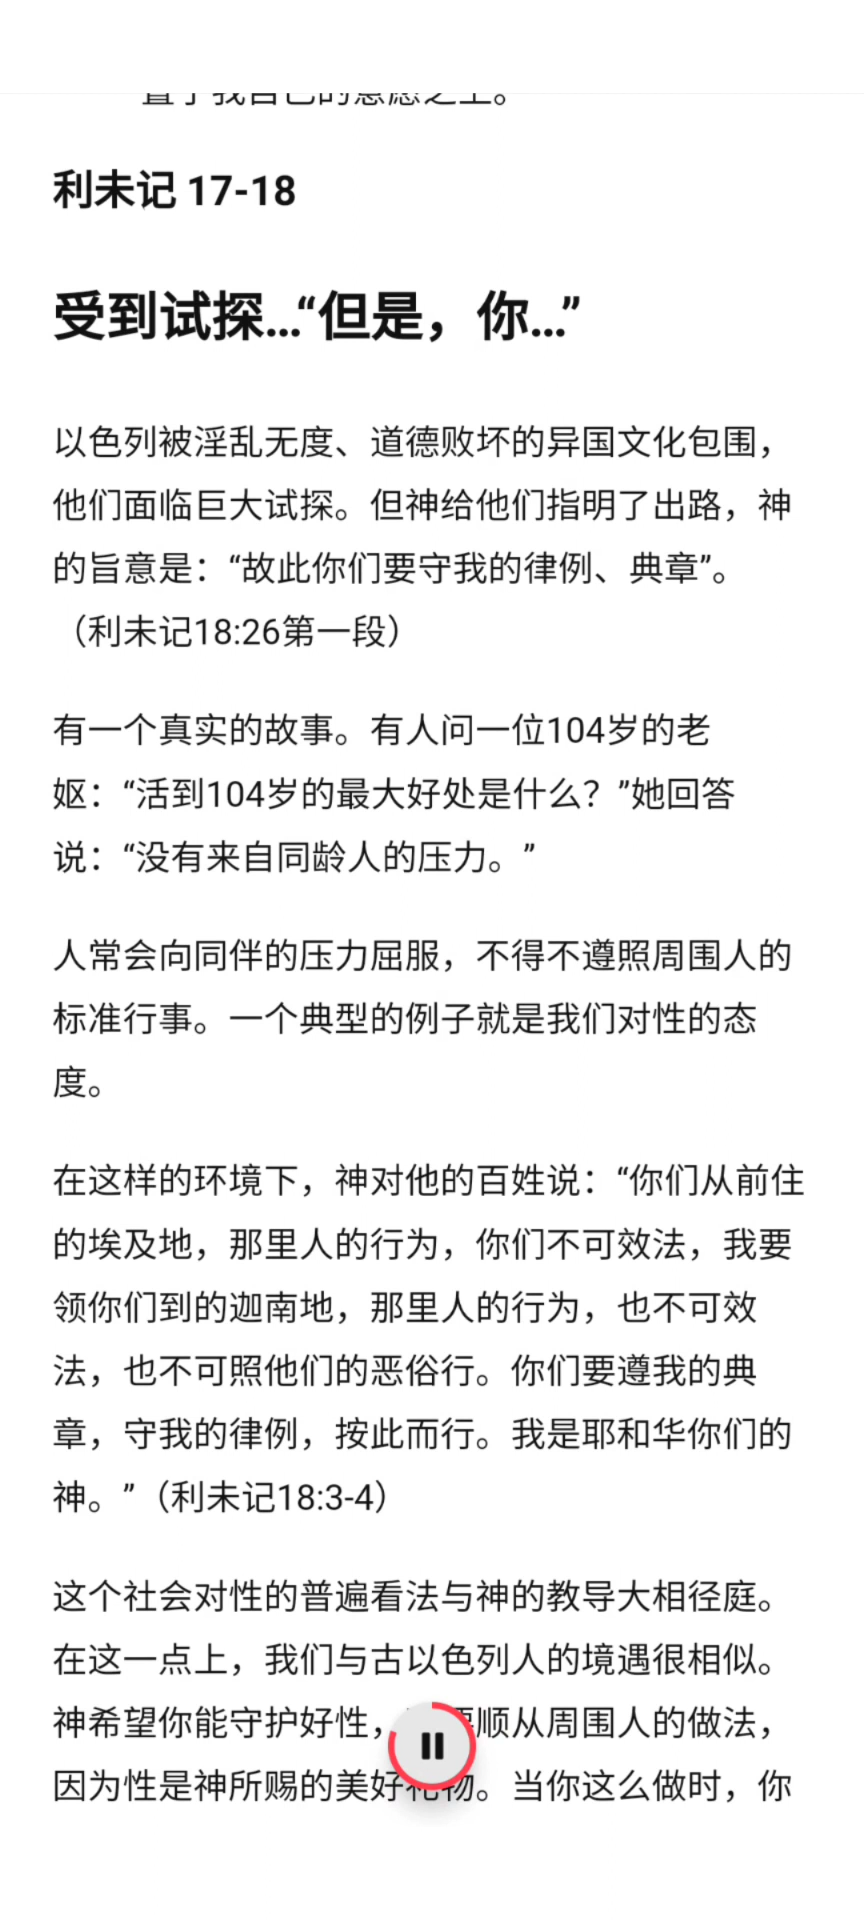 置于我自己的意愿之上。
利未记 17-18
受到试探…“但是，你…”
以色列被淫乱无度、道德败坏的异国文化包围，
他们面临巨大试探。但神给他们指明了出路，神
的旨意是：“故此你们要守我的律例、典章”。
（利未记18:26第一段）
有一个真实的故事。有人问一位104岁的老
妪：“活到104岁的最大好处是什么？”她回答
说：“没有来自同龄人的压力。”
人常会向同伴的压力屈服，不得不遵照周围人的
标准行事。一个典型的例子就是我们对性的态
度。
在这样的环境下，神对他的百姓说：“你们从前住
的埃及地，那里人的行为，你们不可效法，我要
领你们到的迦南地，那里人的行为，也不可效
法，也不可照他们的恶俗行。你们要遵我的典
章，守我的律例，按此而行。我是耶和华你们的
神。”（利未记18:3-4）
这个社会对性的普遍看法与神的教导大相径庭。
在这一点上，我们与古以色列人的境遇很相似。
神希望你能守护好性，顺从周围人的做法，
因为性是神所赐的美好礼物。当你这么做时，你